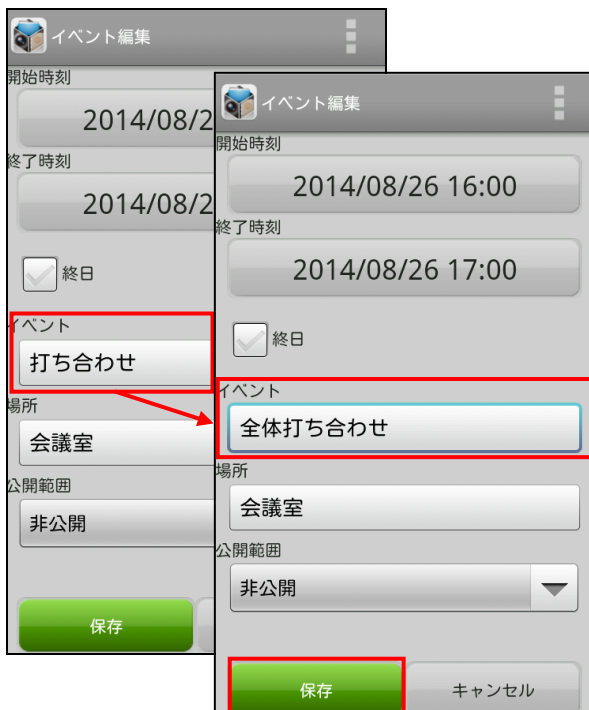 イベント編集
開始時刻
2014/08/2
終了時刻
2014/08/2
終日
イベント
打ち合わせ
場所
会議室
公開範囲
非公開
保存
イベント編集
開始時刻
2014/08/26 16:00
終了時刻
2014/08/26 17:00
終日
イベント
全体打ち合わせ
場所
会議室
公開範囲
非公開
保存
キャンセル